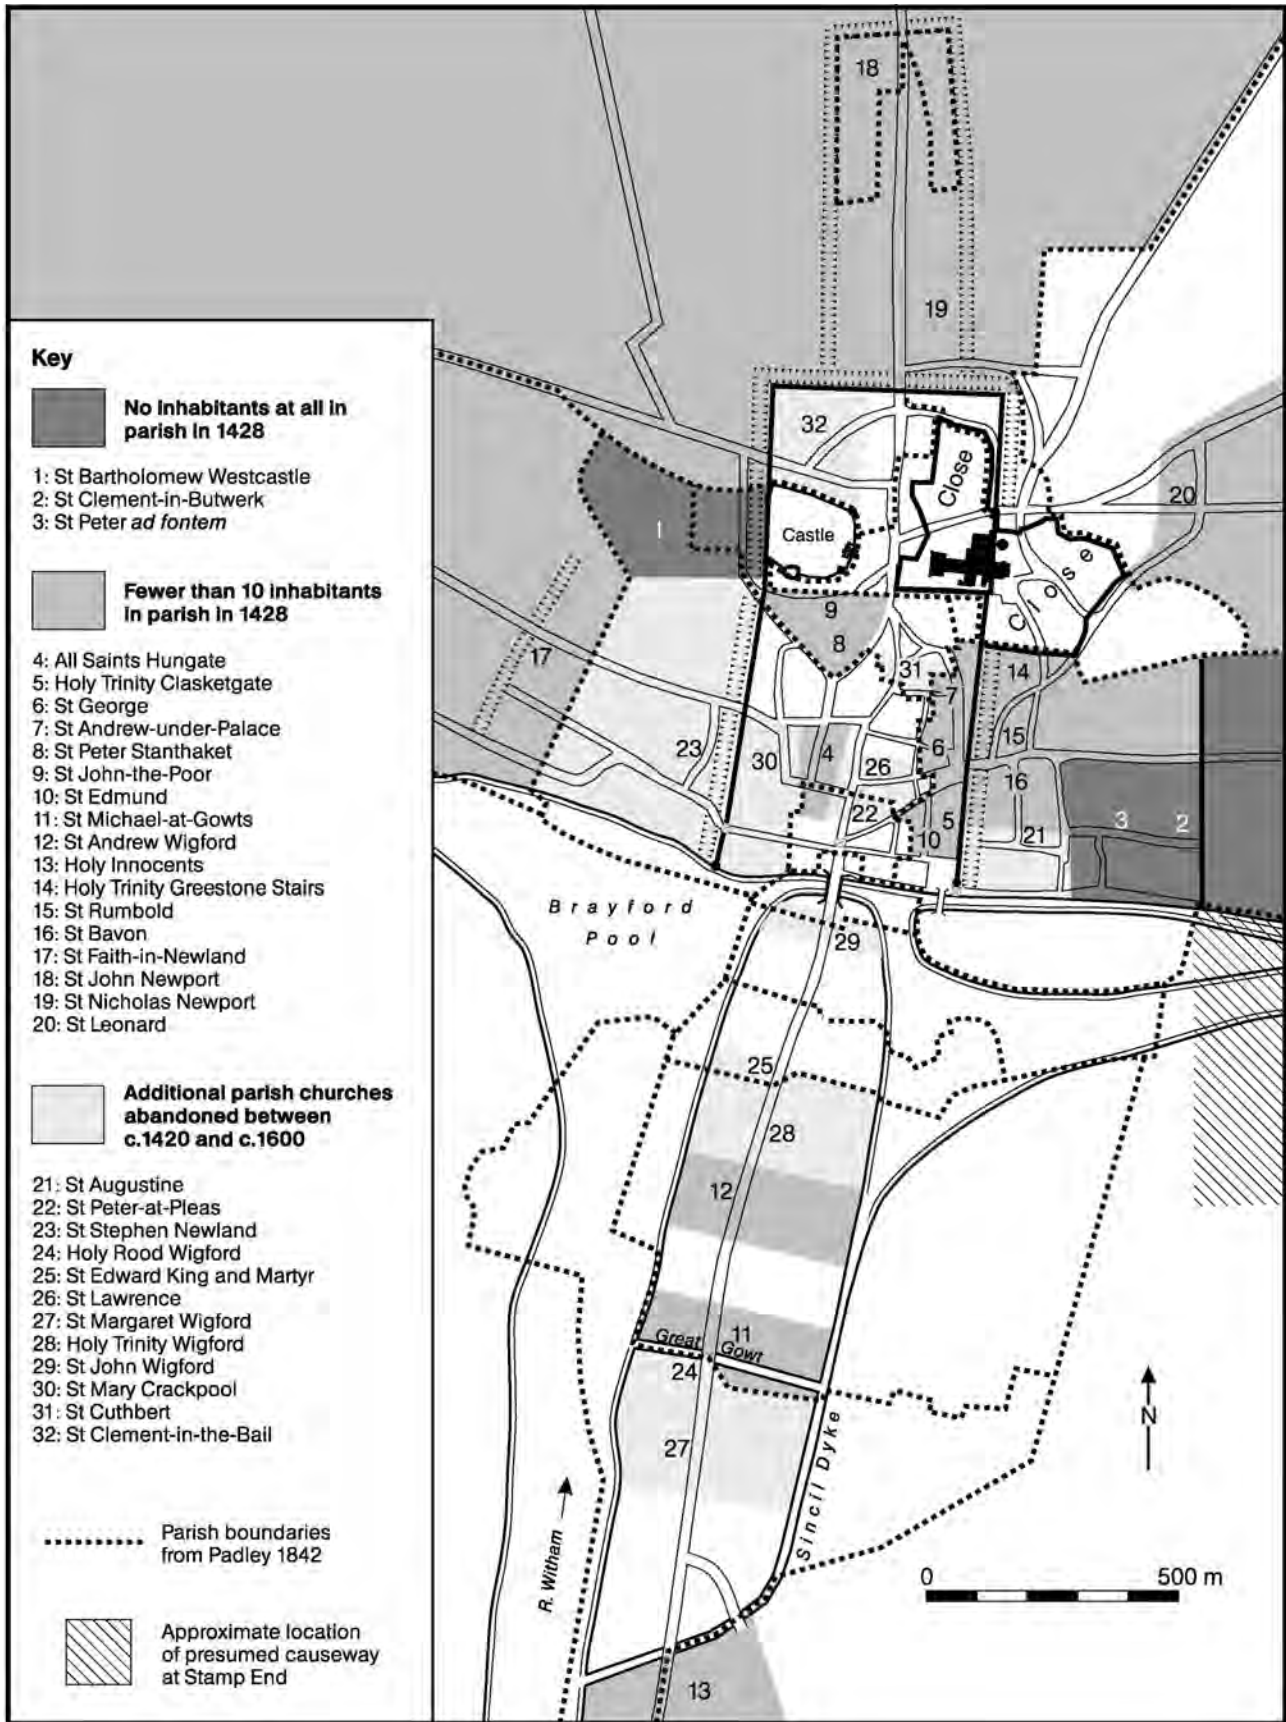 Key
No inhabitants at all in
parish in 1428
1: St Bartholomew Westcastle
2: St Clement-in-Butwerk
3: St Peter ad fontem
Fewer than 10 inhabitants
in parish in 1428
4: All Saints Hungate
5: Holy Trinity Clasketgate
6: St George
7: St Andrew-under-Palace
8: St Peter Stanthaket
9: St John-the-Poor
10: St Edmund
11: St Michael-at-Gowts
12: St Andrew Wigford
13: Holy Innocents
14: Holy Trinity Greestone Stairs
15: St Rumbold
16: St Bavon
17: St Faith-in-Newland
18: St John Newport
19: St Nicholas Newport
20: St Leonard
Additional parish churches
abandoned between
c.1420 and c.1600
21: St Augustine
22: St Peter-at-Pleas
23: St Stephen Newland
24: Holy Rood Wigford
25: St Edward King and Martyr
26: St Lawrence
27: St Margaret Wigford
28: Holy Trinity Wigford
29: St John Wigford
30: St Mary Crackpool
31: St Cuthbert
32: St Clement-in-the-Bail
Parish boundaries
from Padley 1842
Approximate location
of presumed causeway
at Stamp End
18
19
32
Close
20
1
Castle
Close
9
8
17
31
14
7
23
30
4
6
15
26
16
22
5
3
2
10
21
Brayford
Pool
29
25
28
12
11
Great Gowt
24
27
Sincil Dyke
N
R. Witham
0 500 m
13